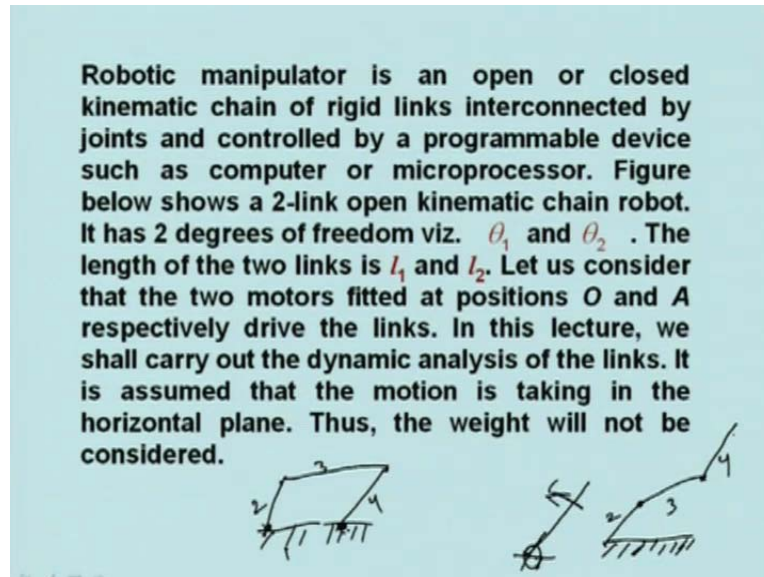 Robotic manipulator is an open or closed
kinematic chain of rigid links interconnected by
joints and controlled by a programmable device
such as computer or microprocessor. Figure
below shows a 2-link open kinematic chain robot.
It has 2 degrees of freedom viz. θ₁ and θ₂ . The
length of the two links is l₁ and l₂. Let us consider
that the two motors fitted at positions O and A
respectively drive the links. In this lecture, we
shall carry out the dynamic analysis of the links. It
is assumed that the motion is taking in the
horizontal plane. Thus, the weight will not be
considered.
2 3 4
2 3 4